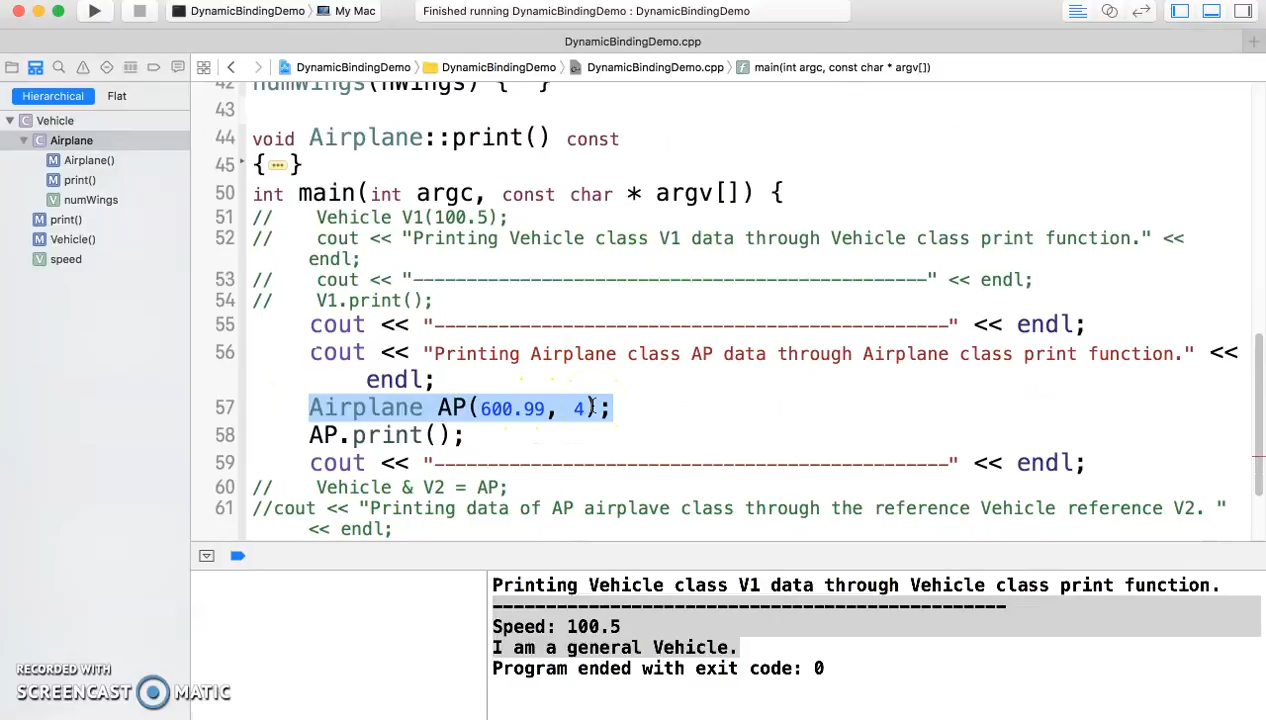 DynamicBindingDemo
My Mac
Finished running DynamicBindingDemo : DynamicBindingDemo
DynamicBindingDemo.cpp
DynamicBindingDemo
DynamicBindingDemo
DynamicBindingDemo.cpp
main(int argc, const char * argv[])
Hierarchical
Flat
Vehicle
Airplane
Airplane()
print()
numWings
print()
Vehicle()
speed
42 numWings(nWings) { }
43
44 void Airplane::print() const
45 {...}
50 int main(int argc, const char * argv[]) {
51 //    Vehicle V1(100.5);
52 //    cout << "Printing Vehicle class V1 data through Vehicle class print function." <<
endl;
53 //    cout << "------------------------------------------------" << endl;
54 //    V1.print();
55 cout << "------------------------------------------------" << endl;
56 cout << "Printing Airplane class AP data through Airplane class print function." <<
endl;
57 Airplane AP(600.99, 4);
58 AP.print();
59 cout << "------------------------------------------------" << endl;
60 //    Vehicle & V2 = AP;
61 //cout << "Printing data of AP airplave class through the reference Vehicle reference V2. "
<< endl;
Printing Vehicle class V1 data through Vehicle class print function.
------------------------------------------------
Speed: 100.5
I am a general Vehicle.
Program ended with exit code: 0
RECORDED WITH
SCREENCAST MATIC